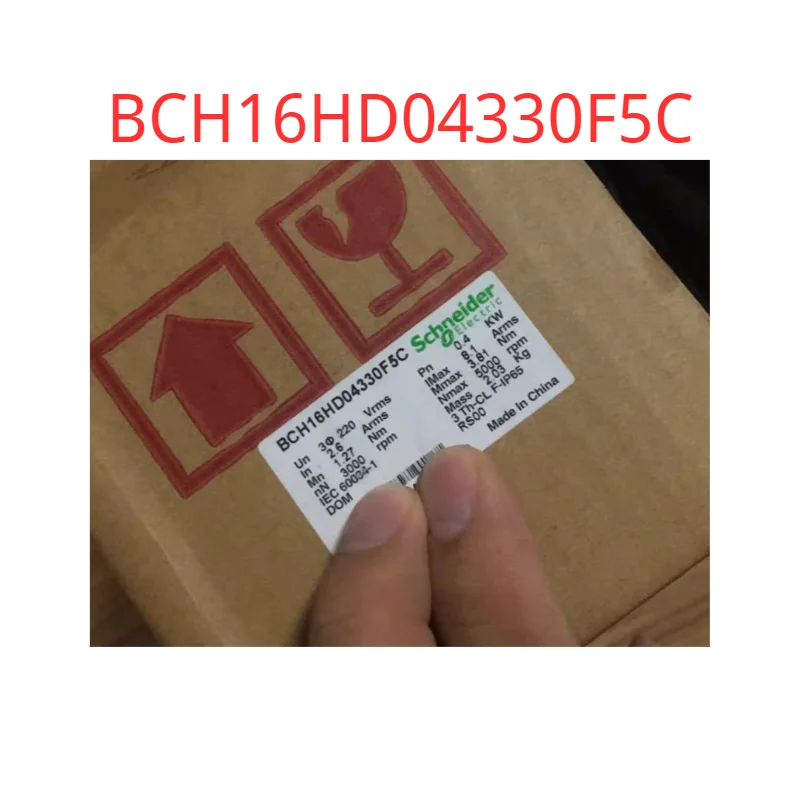 BCH16HD04330F5C
BCH16HD04330F5C
Schneider
Electric
Un 3Φ 220 Vrms
In 2.6 Arms
Mn 1.27 Nm
nN 3000 rpm
IEC 60034-1
DOM
Pn 0.4 KW
IMax 8.1 Arms
Mmax 3.81 Nm
Nmax 5000 rpm
Mass 2.03 Kg
3 Th-CL F-IP65
RS00
Made in China